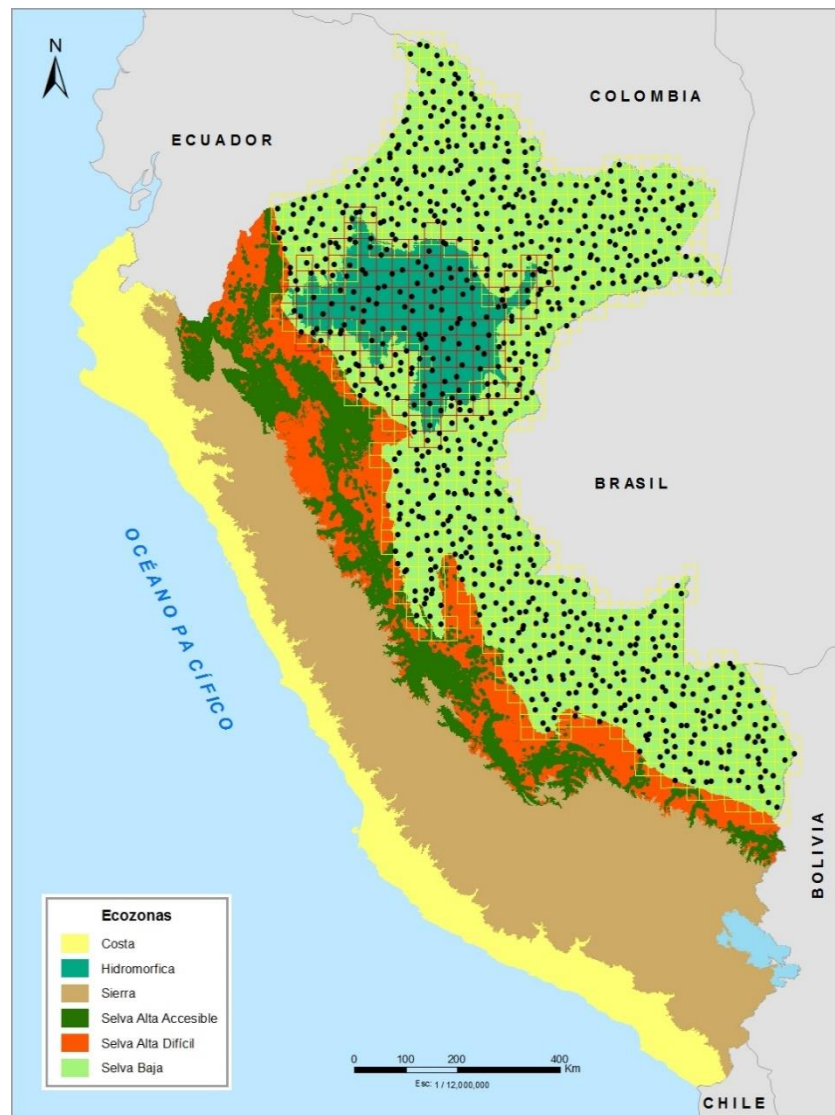 N
COLOMBIA
ECUADOR
BRASIL
OCÉANO PACÍFICO
BOLIVIA
Ecozonas
Costa
Hidromorfica
Sierra
Selva Alta Accesible
Selva Alta Difícil
Selva Baja
0 100 200 400
Km
Esc: 1 / 12,000,000
CHILE